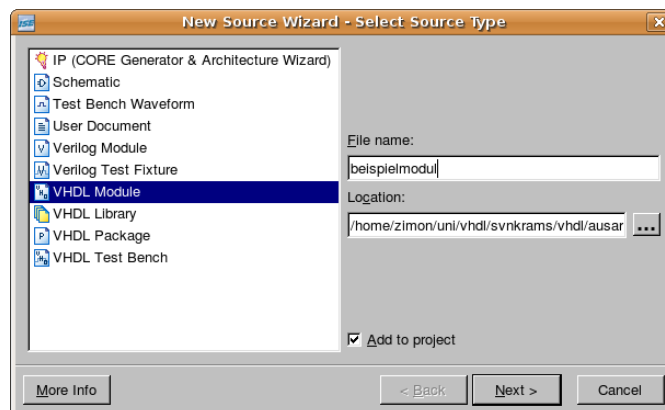 ISE
New Source Wizard - Select Source Type
IP (CORE Generator & Architecture Wizard)
Schematic
Test Bench Waveform
User Document
Verilog Module
Verilog Test Fixture
VHDL Module
VHDL Library
VHDL Package
VHDL Test Bench
File name:
beispielmodul
Location:
/home/zimon/uni/vhdl/svnkrams/vhdl/ausar
...
Add to project
More Info
< Back
Next >
Cancel